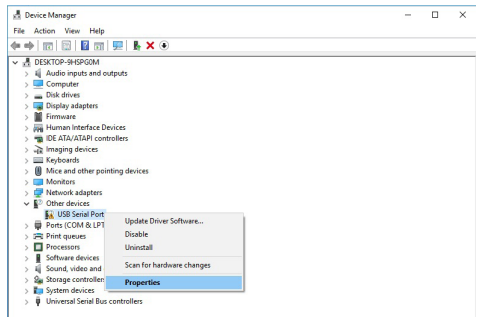 Device Manager
File Action View Help
DESKTOP-9HSPG0M
Audio inputs and outputs
Computer
Disk drives
Display adapters
Firmware
Human Interface Devices
IDE ATA/ATAPI controllers
Imaging devices
Keyboards
Mice and other pointing devices
Monitors
Network adapters
Other devices
USB Serial Port
Ports (COM & LPT
Print queues
Processors
Software devices
Sound, video and
Storage controller
System devices
Universal Serial Bus controllers
Update Driver Software...
Disable
Uninstall
Scan for hardware changes
Properties